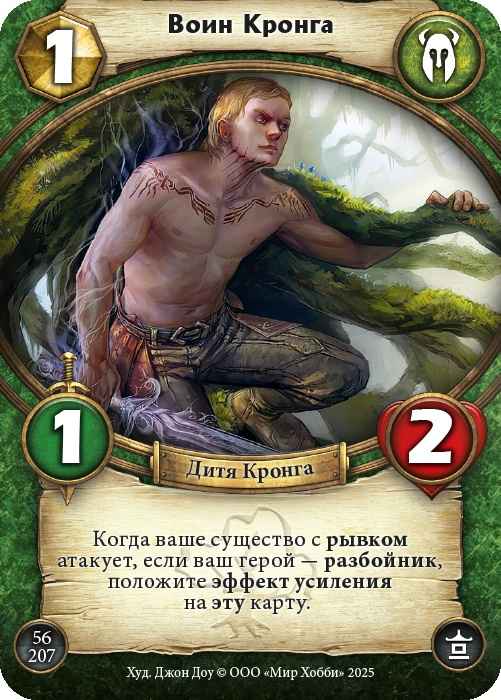 Воин Кронга
1
1
2
Дитя Кронга
Когда ваше существо с рывком
атакует, если ваш герой — разбойник,
положите эффект усиления
на эту карту.
56
207
Худ. Джон Доу © ООО «Мир Хобби» 2025